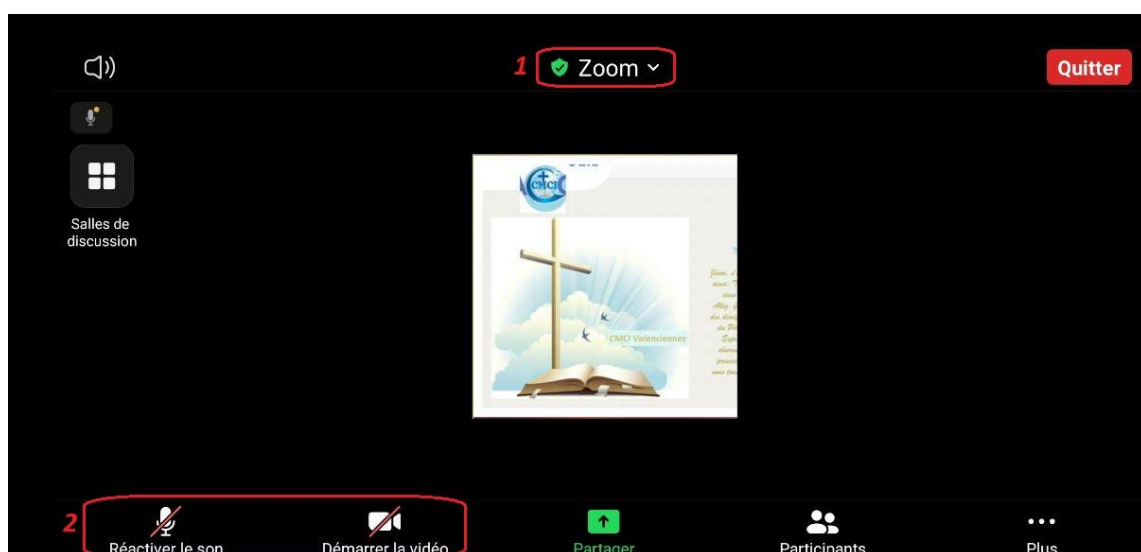 1 Zoom
Quitter
Salles de
discussion
CMCI
CMCI Valenciennes
2
Réactiver le son
Démarrer la vidéo
Partager
Participants
Plus